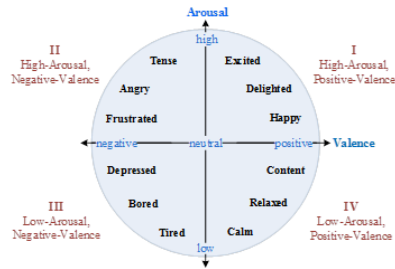 Arousal
high
II
High-Arousal,
Negative-Valence
I
High-Arousal,
Positive-Valence
Tense
Excited
Angry
Delighted
Frustrated
Happy
negative
neutral
positive
Valence
Depressed
Content
Bored
Relaxed
Tired
Calm
III
Low-Arousal,
Negative-Valence
IV
Low-Arousal,
Positive-Valence
low